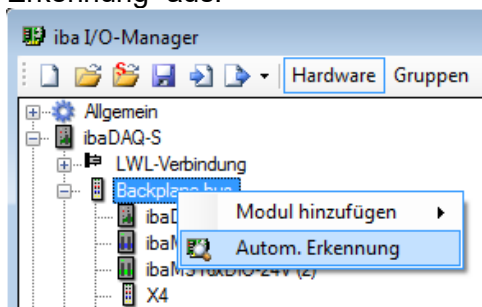 Erkennung" aus.
iba I/O-Manager
Hardware Gruppen
Allgemein
ibaDAQ-S
LWL-Verbindung
Backplane bus
Modul hinzufügen
Autom. Erkennung
X4